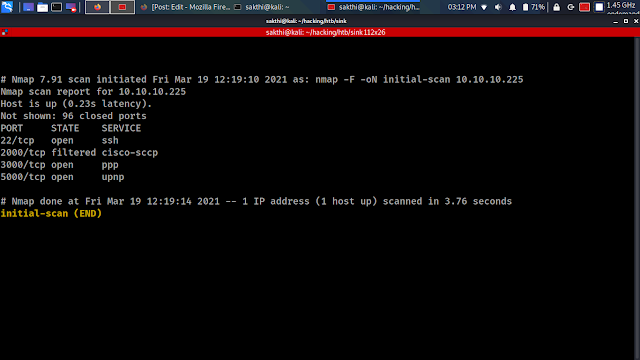 [Post: Edit - Mozilla Fire...
sakthi@kali: ~
sakthi@kali: ~/hacking/h...
03:12 PM
71%
1.45 GHz
ondemand
sakthi@kali: ~/hacking/htb/sink
sakthi@kali: ~/hacking/htb/sink 112x26
# Nmap 7.91 scan initiated Fri Mar 19 12:19:10 2021 as: nmap -F -oN initial-scan 10.10.10.225
Nmap scan report for 10.10.10.225
Host is up (0.23s latency).
Not shown: 96 closed ports
PORT     STATE    SERVICE
22/tcp   open     ssh
2000/tcp filtered cisco-sccp
3000/tcp open     ppp
5000/tcp open     upnp
# Nmap done at Fri Mar 19 12:19:14 2021 -- 1 IP address (1 host up) scanned in 3.76 seconds
initial-scan (END)